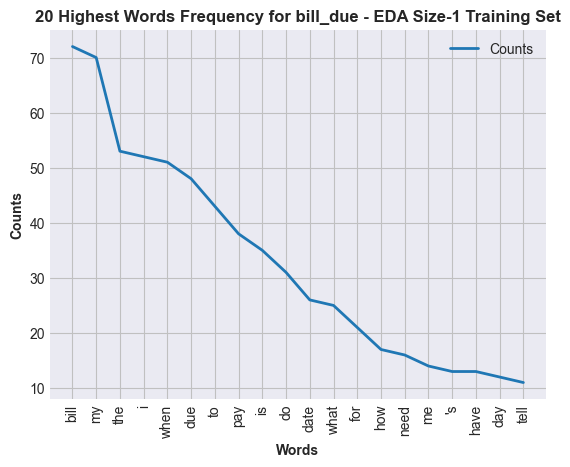 20 Highest Words Frequency for bill_due - EDA Size-1 Training Set
Counts
70
60
50
40
30
20
10
Counts
bill
my
the
i
when
due
to
pay
is
do
date
what
for
how
need
me
's
have
day
tell
Words